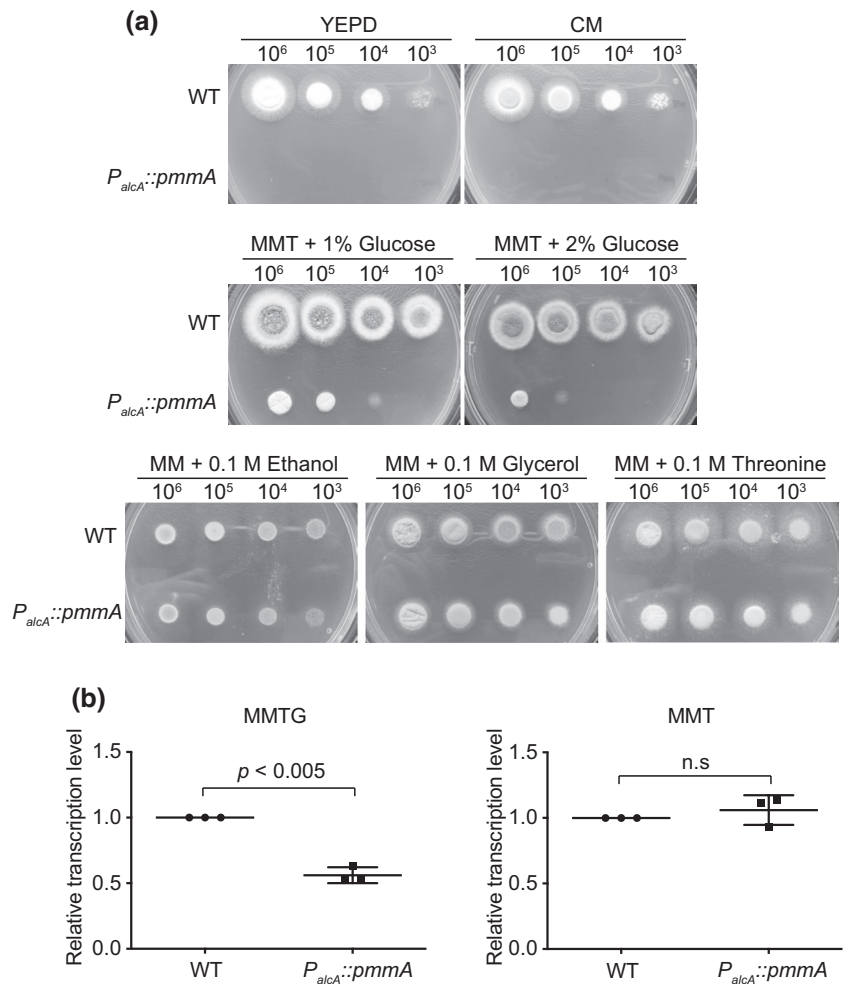 (a)
YEPD CM
10⁶ 10⁵ 10⁴ 10³ 10⁶ 10⁵ 10⁴ 10³
WT
P_alcA::pmmA
MMT + 1% Glucose MMT + 2% Glucose
10⁶ 10⁵ 10⁴ 10³ 10⁶ 10⁵ 10⁴ 10³
WT
P_alcA::pmmA
MM + 0.1 M Ethanol MM + 0.1 M Glycerol MM + 0.1 M Threonine
10⁶ 10⁵ 10⁴ 10³ 10⁶ 10⁵ 10⁴ 10³ 10⁶ 10⁵ 10⁴ 10³
WT
P_alcA::pmmA
(b)
MMTG
Relative transcription level
1.5
1.0
0.5
0.0
p < 0.005
WT P_alcA::pmmA
MMT
Relative transcription level
1.5
1.0
0.5
0.0
n.s
WT P_alcA::pmmA